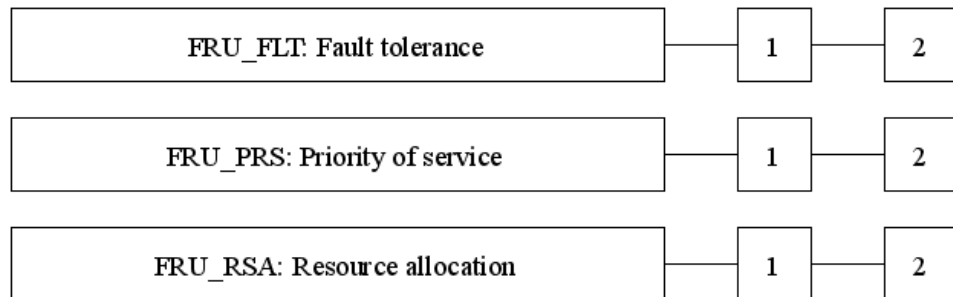 FRU_FLT: Fault tolerance 1 2
FRU_PRS: Priority of service 1 2
FRU_RSA: Resource allocation 1 2